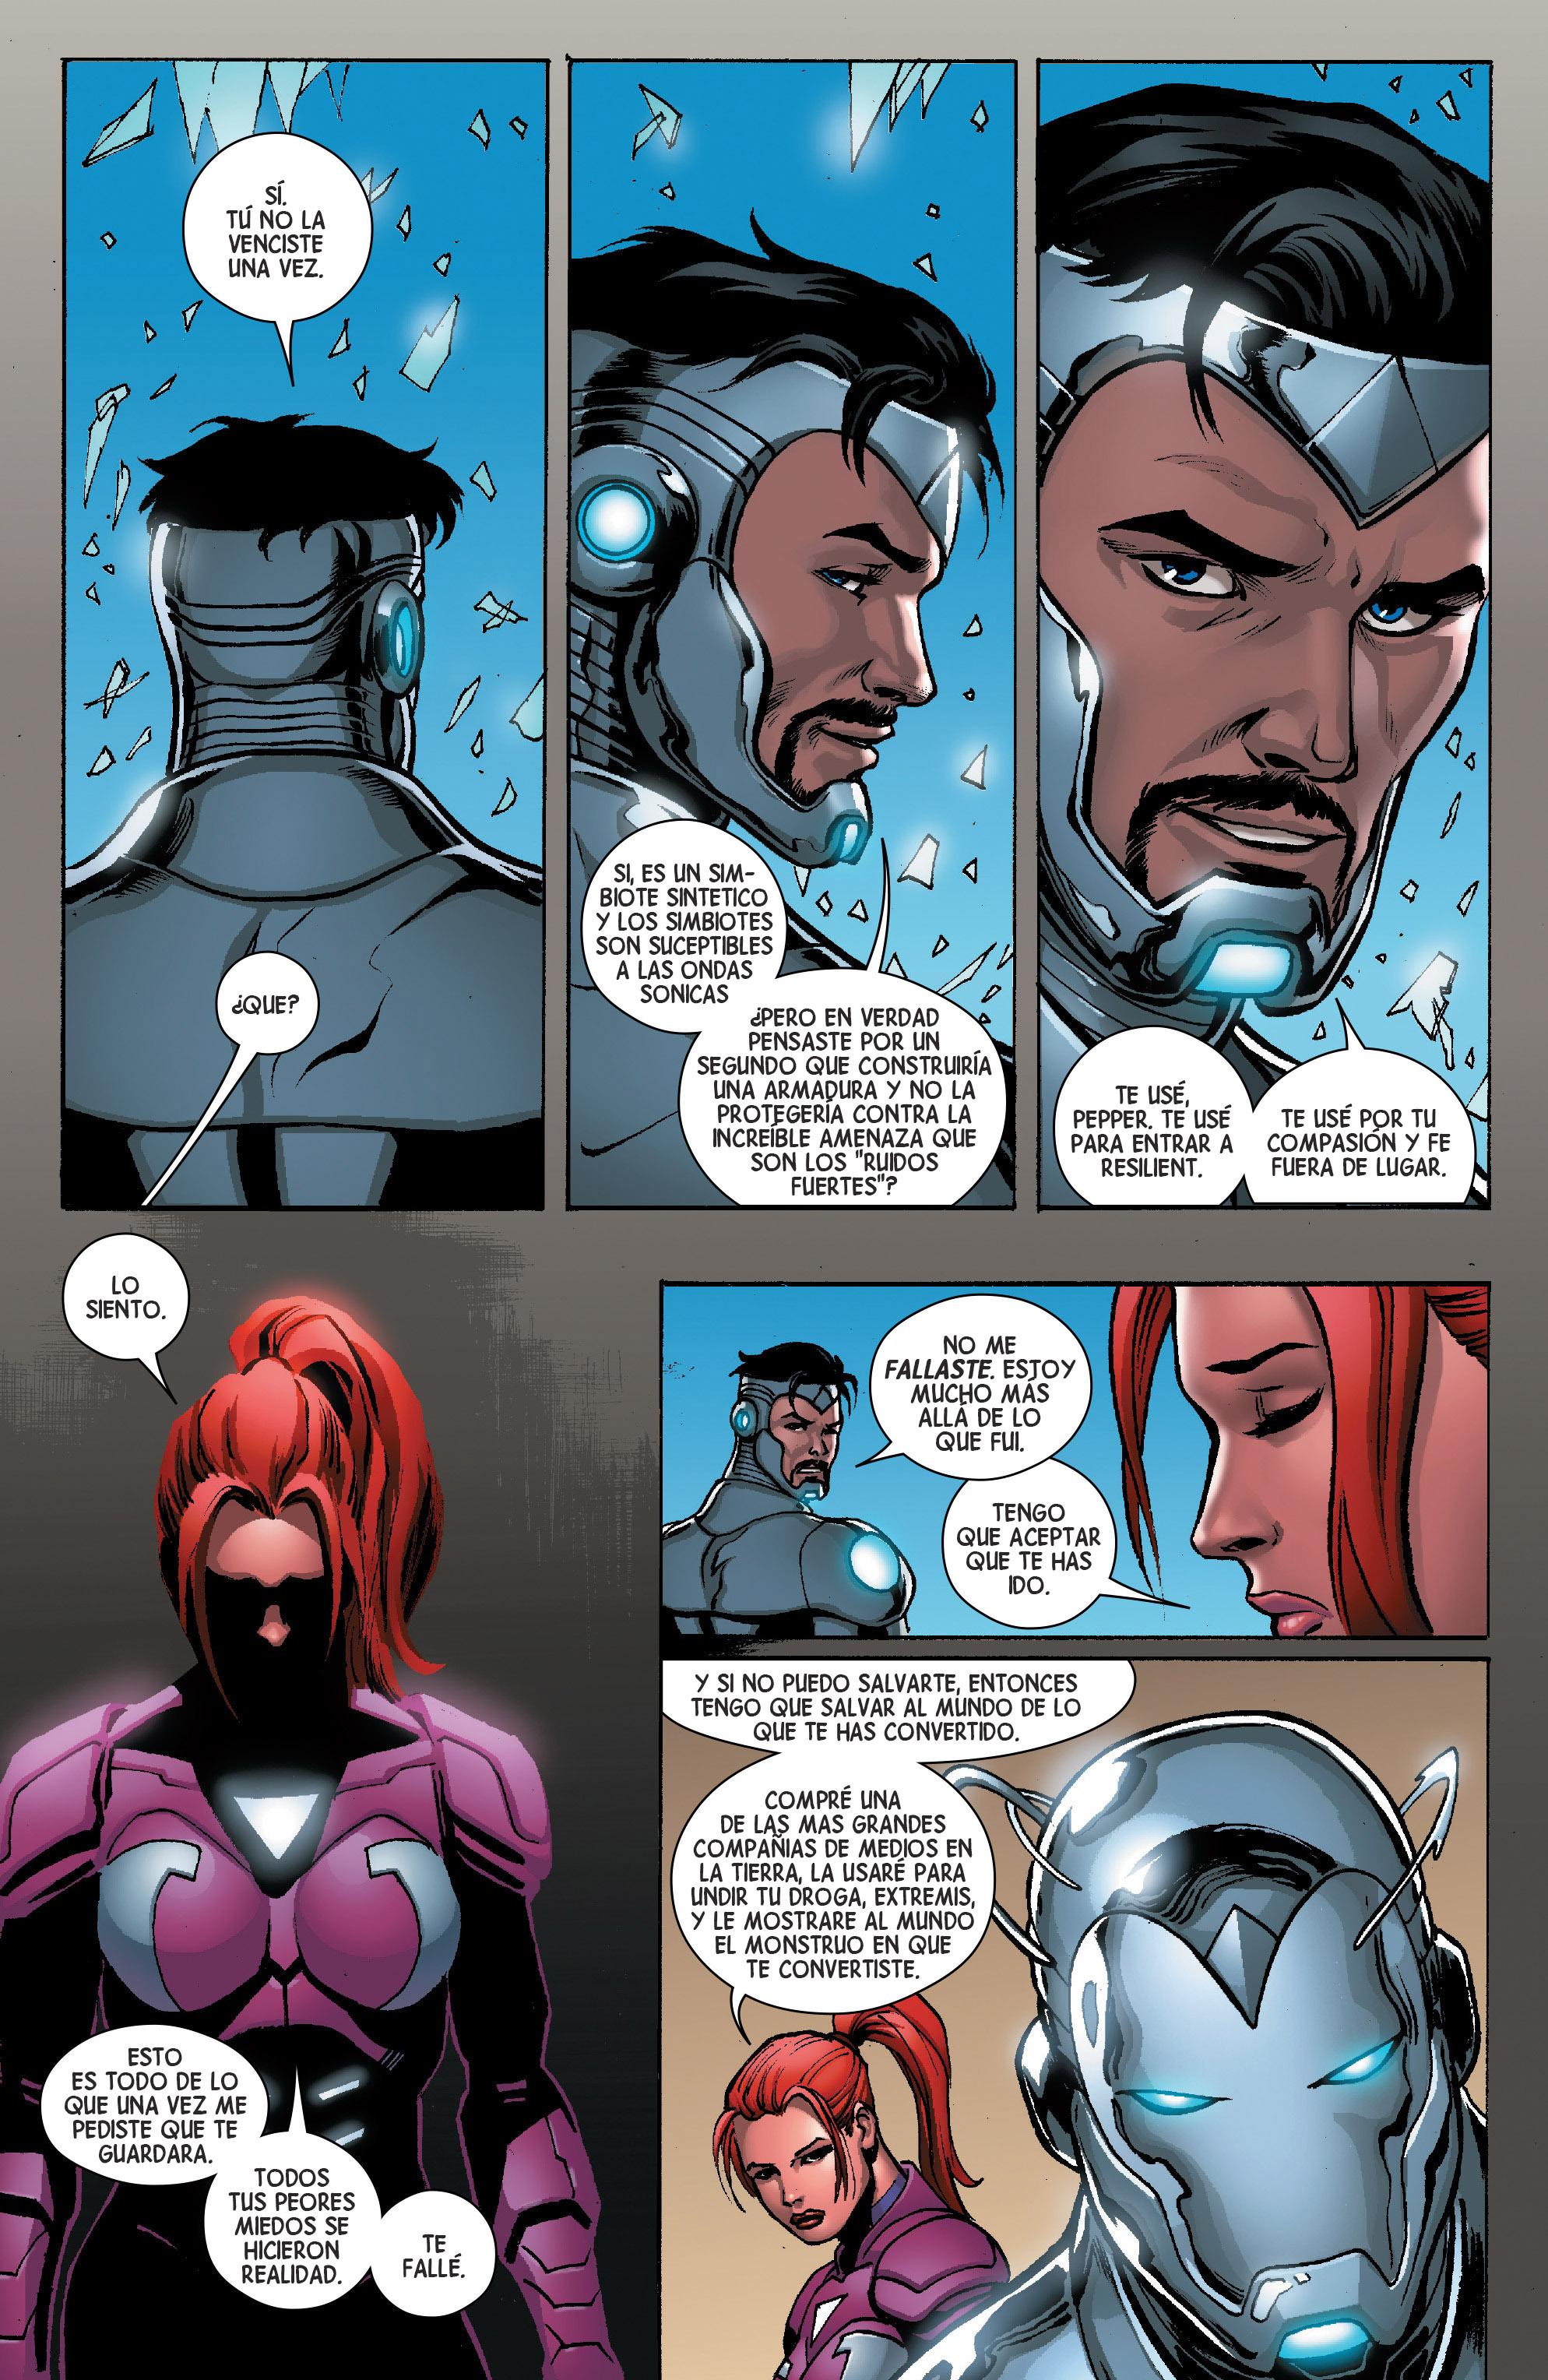 SÍ.
TÚ NO LA
VENCISTE
UNA VEZ.
¿QUE?
SI, ES UN SIM-
BIOTE SINTETICO
Y LOS SIMBIOTES
SON SUCEPTIBLES
A LAS ONDAS
SONICAS
¿PERO EN VERDAD
PENSASTE POR UN
SEGUNDO QUE CONSTRUIRÍA
UNA ARMADURA Y NO LA
PROTEGERÍA CONTRA LA
INCREÍBLE AMENAZA QUE
SON LOS "RUIDOS
FUERTES"?
TE USÉ,
PEPPER. TE USÉ
PARA ENTRAR A
RESILIENT.
TE USÉ POR TU
COMPASIÓN Y FE
FUERA DE LUGAR.
LO
SIENTO.
ESTO
ES TODO DE LO
QUE UNA VEZ ME
PEDISTE QUE TE
GUARDARA.
TODOS
TUS PEORES
MIEDOS SE
HICIERON
REALIDAD.
TE
FALLÉ.
NO ME
FALLASTE. ESJOY
MUCHO MÁS
ALLÁ DE LO
QUE FUI.
TENGO
QUE ACEPTAR
QUE TE HAS
IDO.
Y SI NO PUEDO SALVARTE, ENTONCES
TENGO QUE SALVAR AL MUNDO DE LO
QUE TE HAS CONVERTIDO.
COMPRÉ UNA
DE LAS MAS GRANDES
COMPAÑIAS DE MEDIOS EN
LA TIERRA, LA USARÉ PARA
UNDIR TU DROGA, EXTREMIS,
Y LE MOSTRARE AL MUNDO
EL MONSTRUO EN QUE
TE CONVERTISTE.